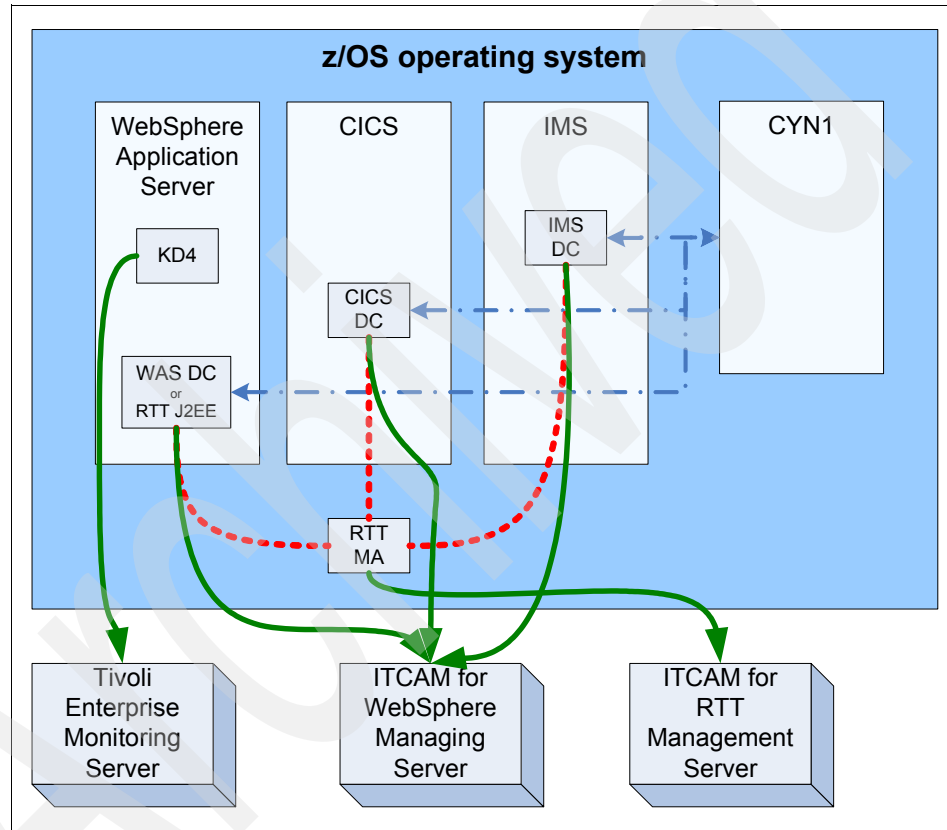 z/OS operating system
WebSphere
Application
Server
KD4
WAS DC
or
RTT J2EE
CICS
CICS
DC
IMS
IMS
DC
CYN1
RTT
MA
Tivoli
Enterprise
Monitoring
Server
ITCAM for
WebSphere
Managing
Server
ITCAM for
RTT
Management
Server
Archived